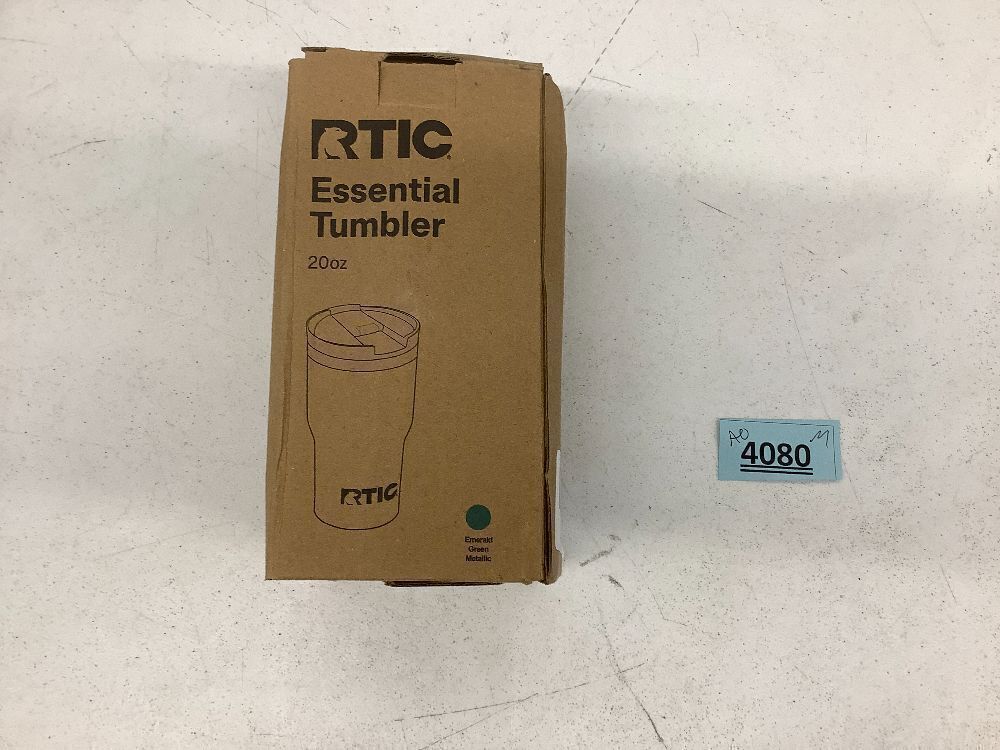 RTIC
Essential
Tumbler
20oz
RTIC
Emerald
Green
Metallic
AO
4080